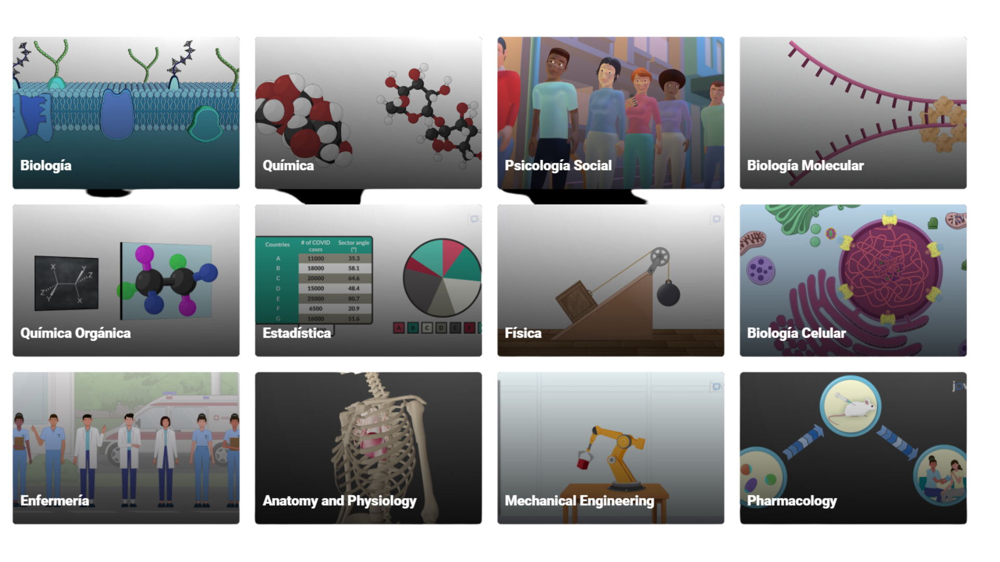 Biología
Química
Psicología Social
Biología Molecular
X
Y
Z
Z
Y
X
Química Orgánica
Countries # of COVID cases Sector angle (°)
A 11000 35.3
B 18000 58.1
C 20000 64.6
D 15000 48.4
E 25000 80.7
F 6500 20.9
G 16000 51.6
A B C D E F
Estadística
Física
Biología Celular
Enfermería
Anatomy and Physiology
Mechanical Engineering
jov
Pharmacology